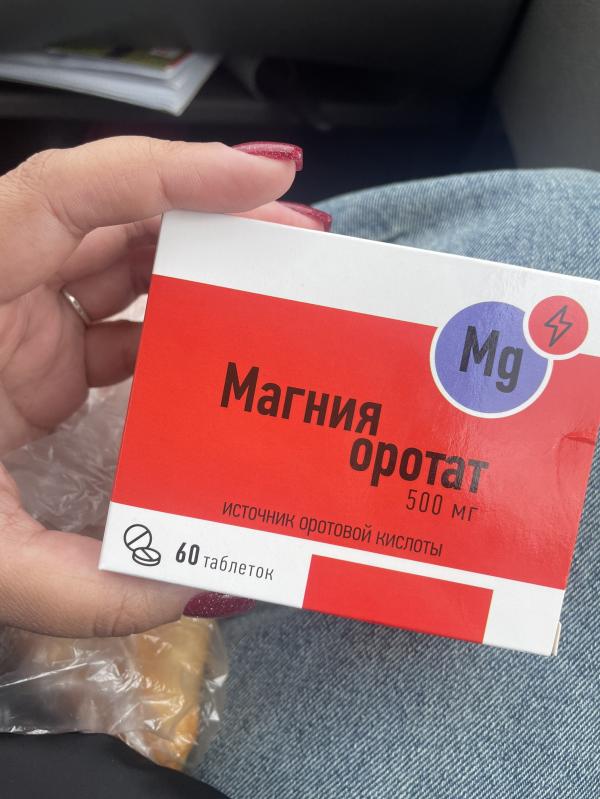 Mg
Магния
оротат
500 мг
источник оротовой кислоты
60 таблеток